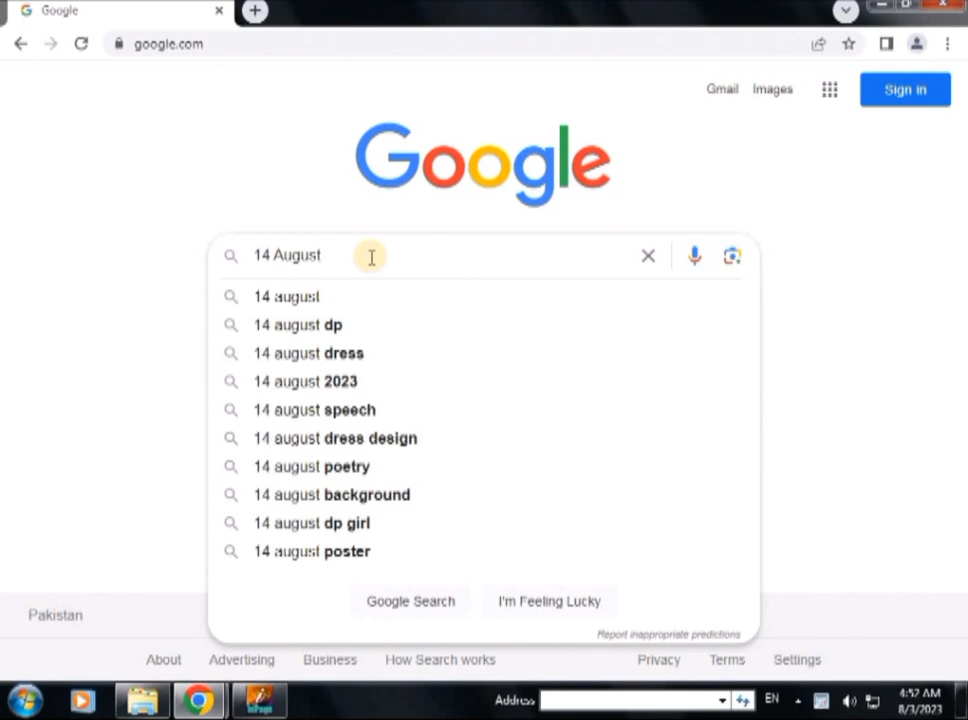 Google
google.com
Gmail Images Sign in
Google
14 August
14 august
14 august dp
14 august dress
14 august 2023
14 august speech
14 august dress design
14 august poetry
14 august background
14 august dp girl
14 august poster
Google Search I'm Feeling Lucky
Report inappropriate predictions
Pakistan
About Advertising Business How Search works Privacy Terms Settings
InPage
Address EN 4:52 AM
8/3/2023